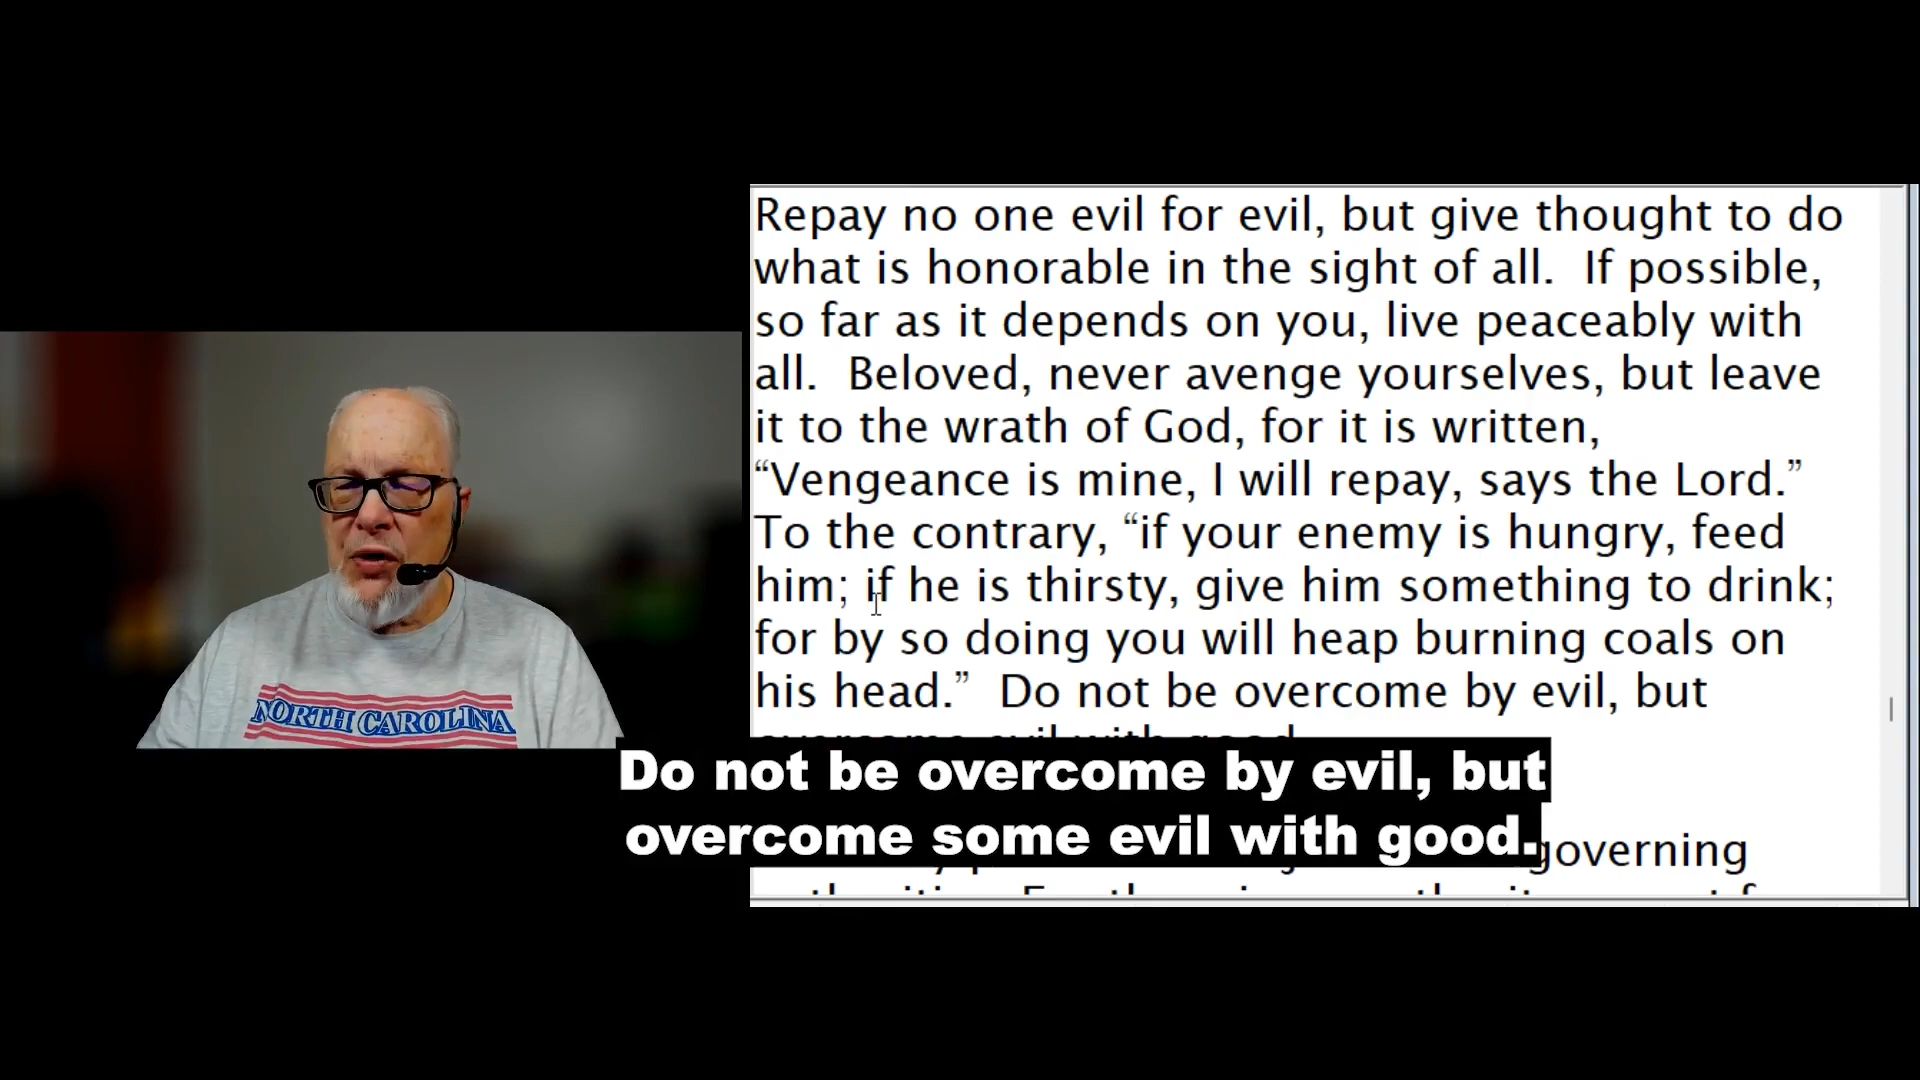 Repay no one evil for evil, but give thought to do
what is honorable in the sight of all.  If possible,
so far as it depends on you, live peaceably with
all.  Beloved, never avenge yourselves, but leave
it to the wrath of God, for it is written,
“Vengeance is mine, I will repay, says the Lord.”
To the contrary, “if your enemy is hungry, feed
him; if he is thirsty, give him something to drink;
for by so doing you will heap burning coals on
his head.”  Do not be overcome by evil, but
overcome evil with good.
NORTH CAROLINA
Do not be overcome by evil, but
overcome some evil with good.
governing